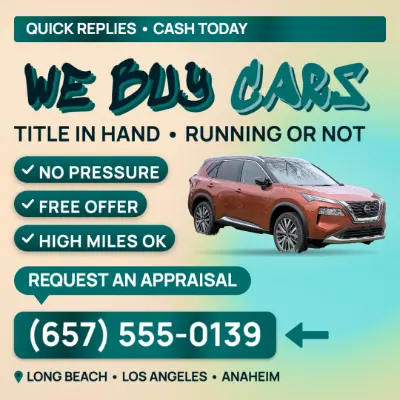 QUICK REPLIES • CASH TODAY
WE BUY CARS
TITLE IN HAND • RUNNING OR NOT
NO PRESSURE
FREE OFFER
HIGH MILES OK
REQUEST AN APPRAISAL
(657) 555-0139
LONG BEACH • LOS ANGELES • ANAHEIM